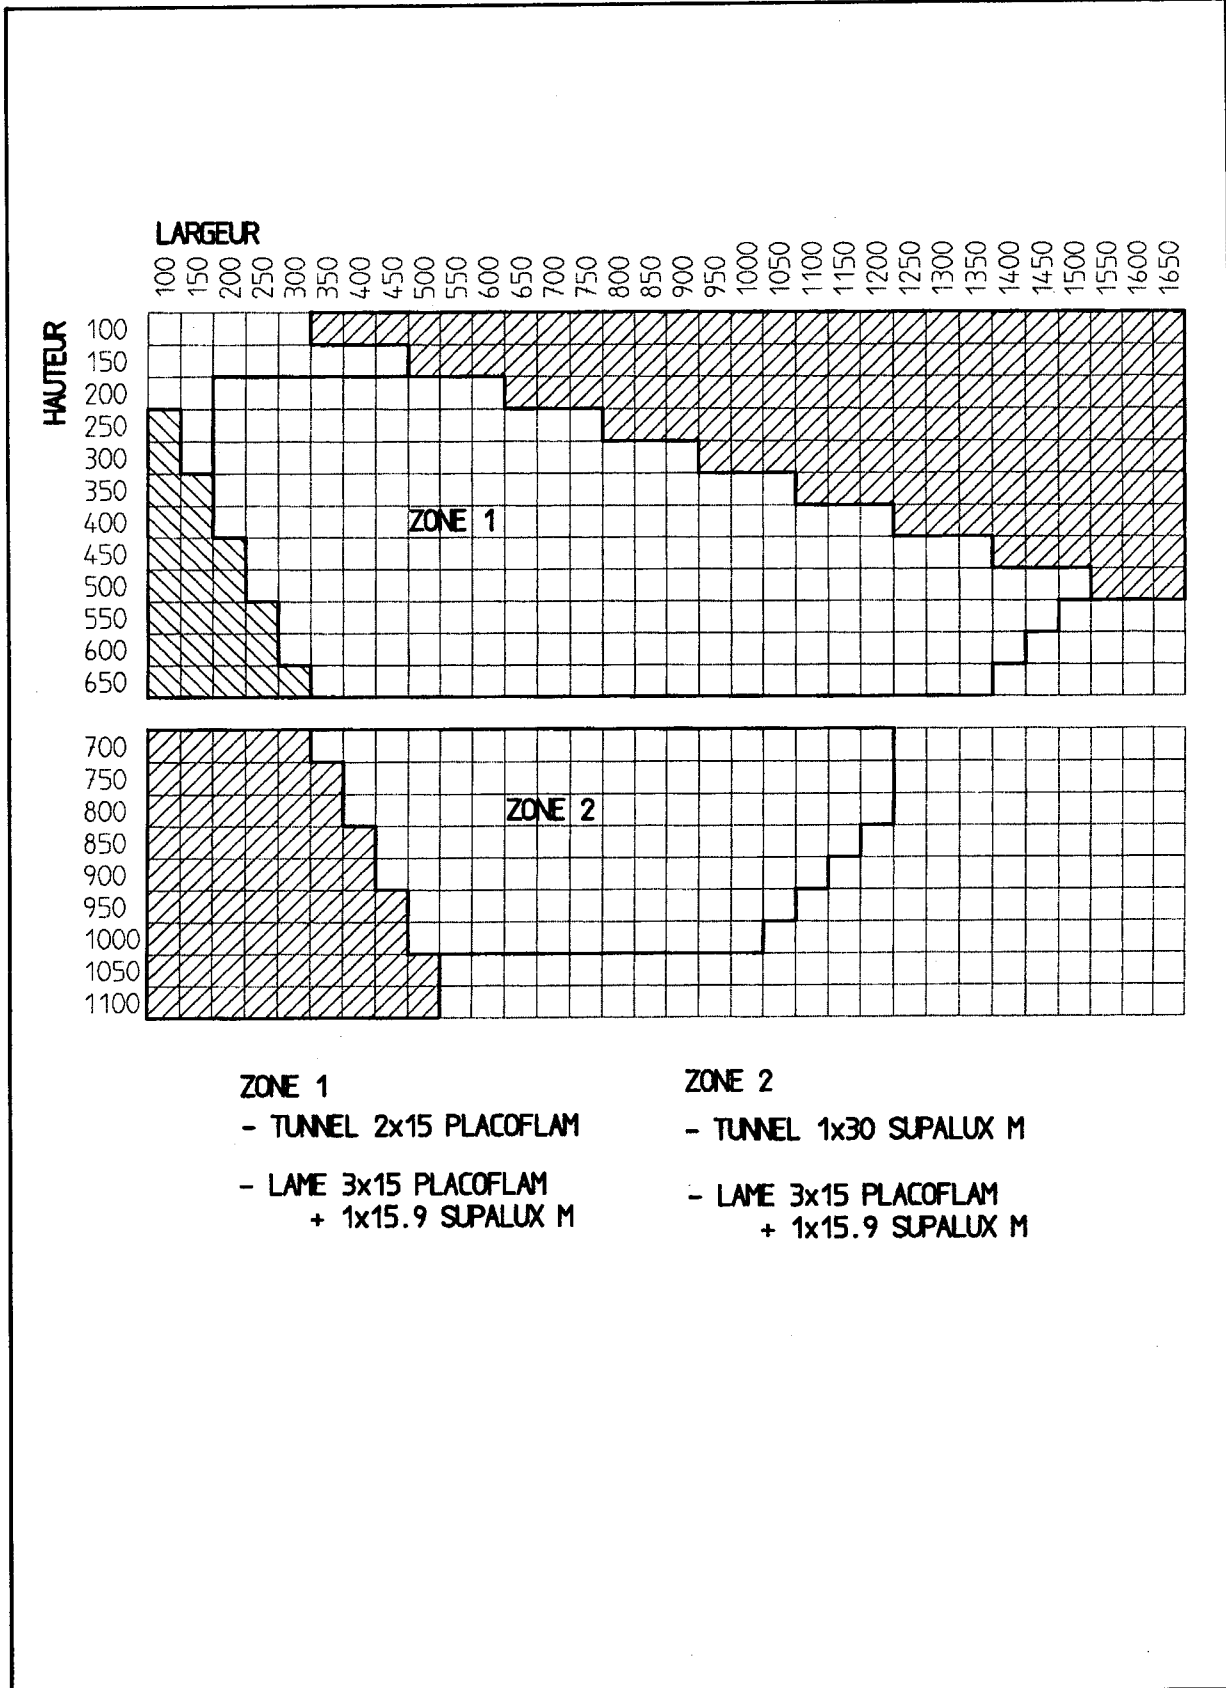 LARGEUR
100 150 200 250 300 350 400 450 500 550 600 650 700 750 800 850 900 950 1000 1050 1100 1150 1200 1250 1300 1350 1400 1450 1500 1550 1600 1650
HAUTEUR
100
150
200
250
300
350
400
450
500
550
600
650
ZONE 1
700
750
800
850
900
950
1000
1050
1100
ZONE 2
ZONE 1
- TUNNEL 2x15 PLACOFLAM
- LAME 3x15 PLACOFLAM
+ 1x15.9 SUPALUX M
ZONE 2
- TUNNEL 1x30 SUPALUX M
- LAME 3x15 PLACOFLAM
+ 1x15.9 SUPALUX M